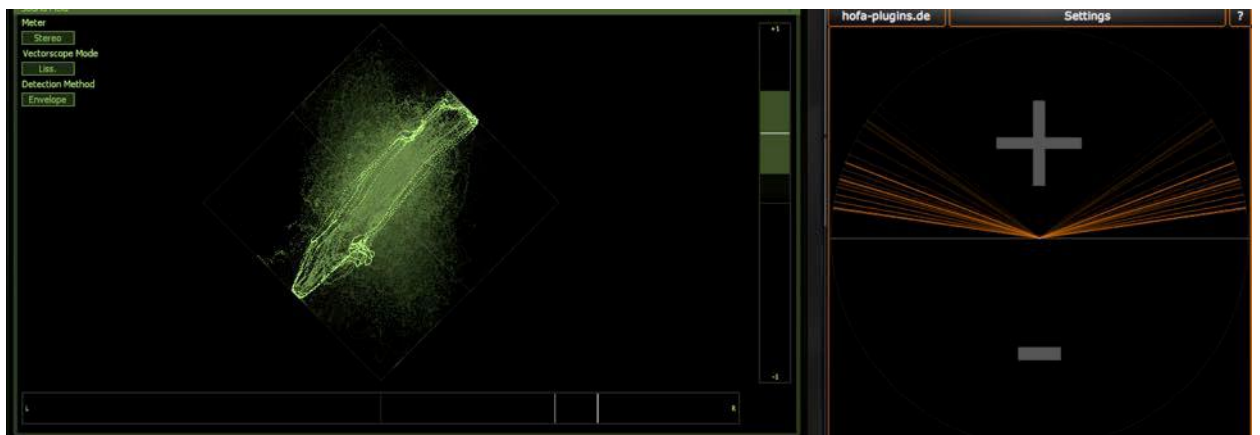 Meter
Stereo
Vectorscope Mode
Liss.
Detection Method
Envelope
+1
-1
L
R
hofa-plugins.de
Settings
?